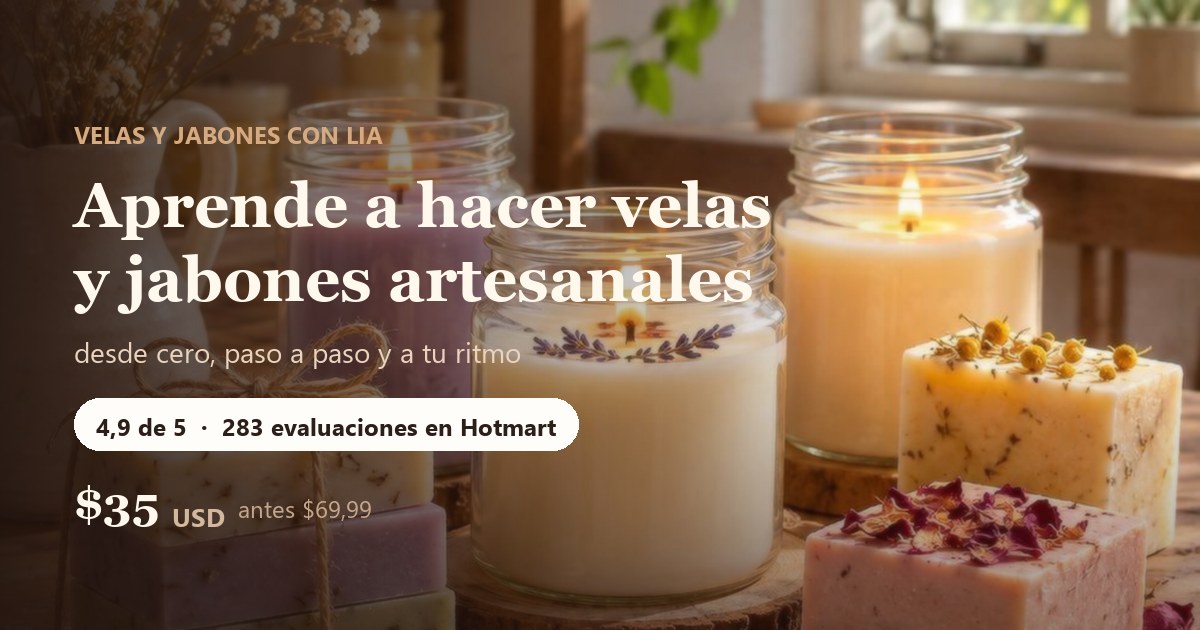 VELAS Y JABONES CON LIA
Aprende a hacer velas
y jabones artesanales
desde cero, paso a paso y a tu ritmo
4,9 de 5 · 283 evaluaciones en Hotmart
$35 USD antes $69,99